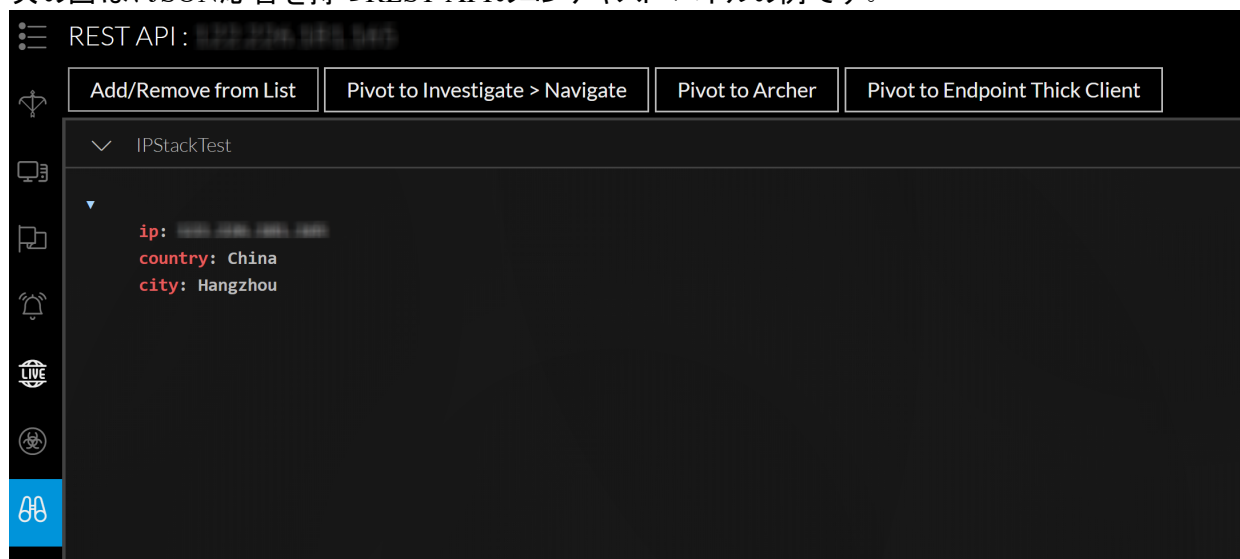 REST API :
Add/Remove from List
Pivot to Investigate > Navigate
Pivot to Archer
Pivot to Endpoint Thick Client
IPStackTest
ip:
country: China
city: Hangzhou
LIVE